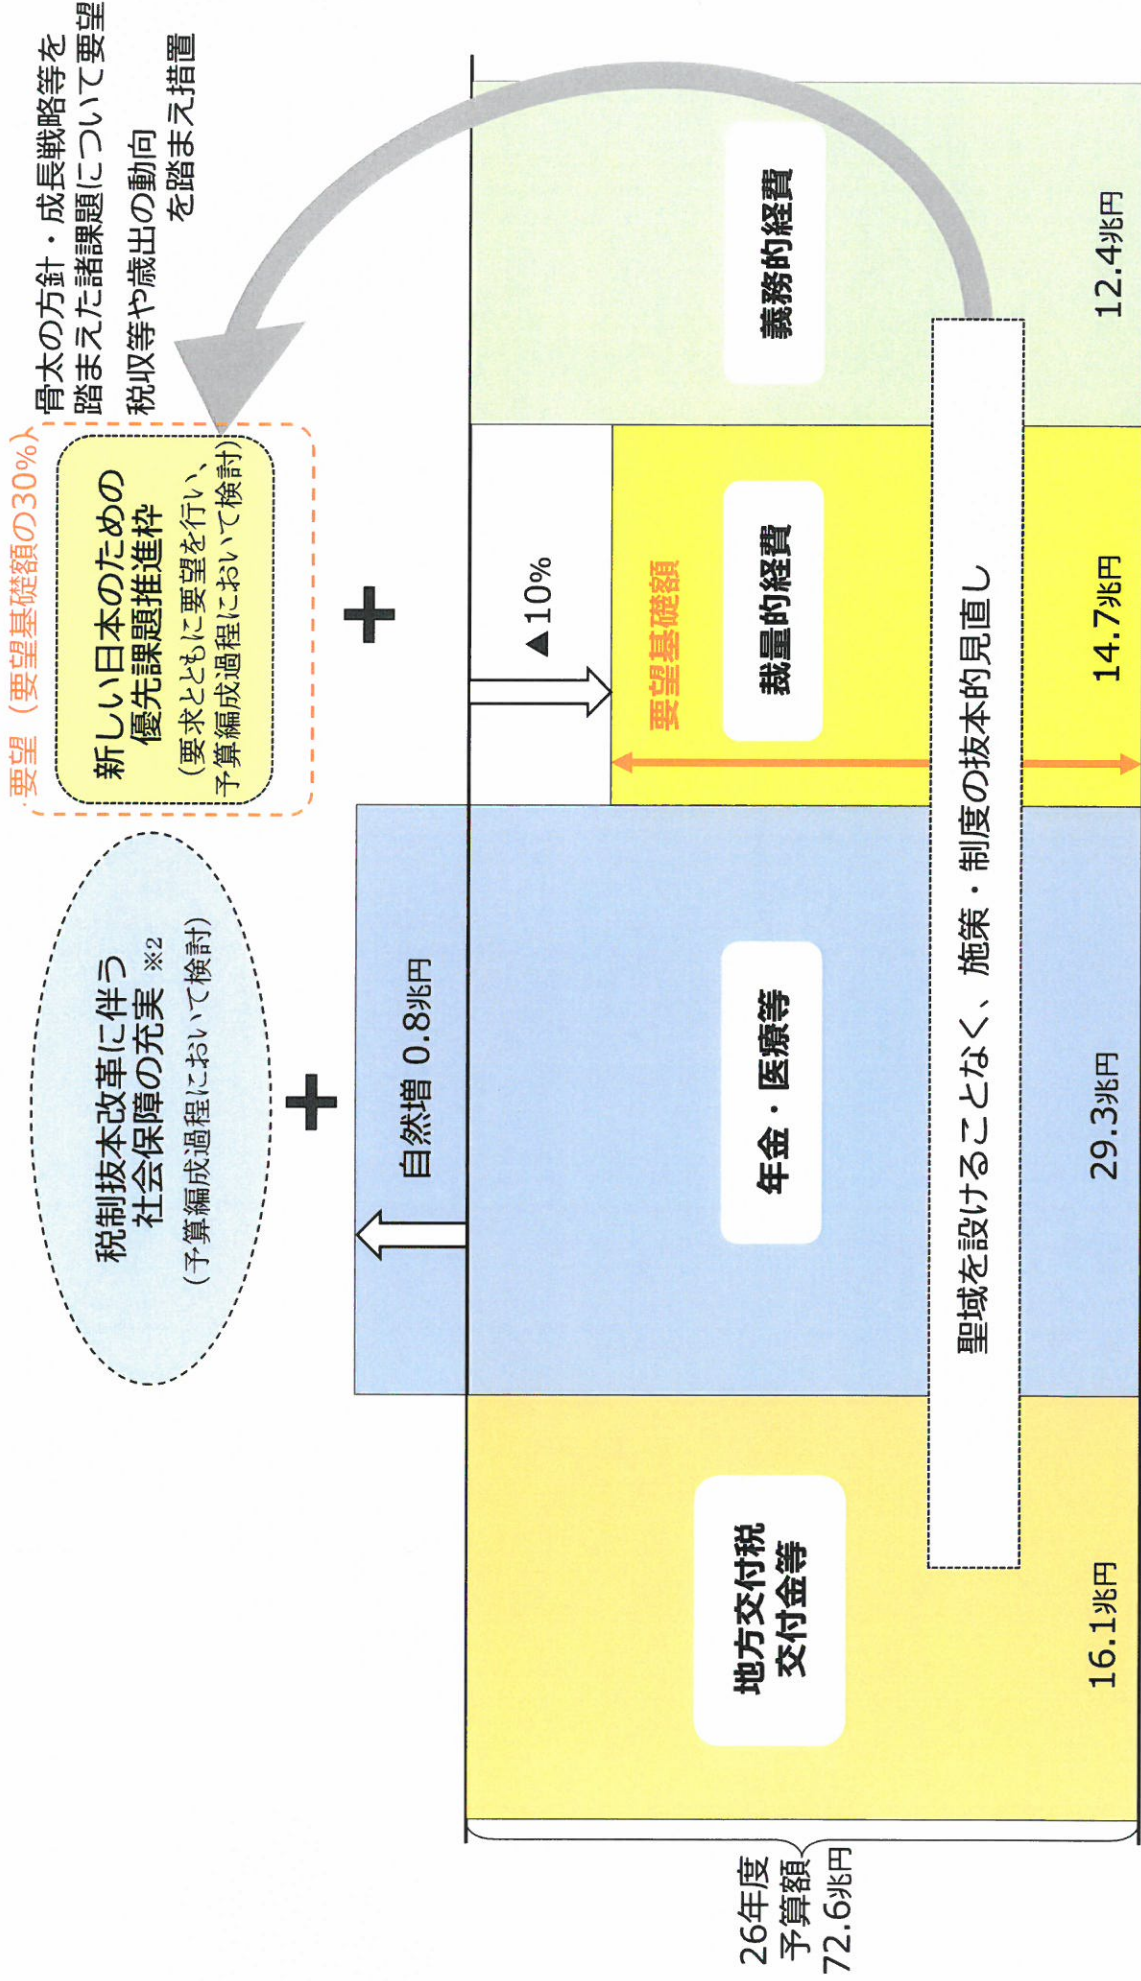 要望（要望基礎額の30%）
新しい日本のための
優先課題推進枠
（要求とともに要望を行い、
予算編成過程において検討）
骨太の方針・成長戦略等を
踏まえた諸課題について要望
税収等や歳出の動向
を踏まえ措置
税制抜本改革に伴う
社会保障の充実 ※2
（予算編成過程において検討）
＋
＋
自然増 0.8兆円
▲10%
要望基礎額
26年度
予算額
72.6兆円
地方交付税
交付金等
年金・医療等
裁量的経費
義務的経費
聖域を設けることなく、施策・制度の抜本的見直し
16.1兆円
29.3兆円
14.7兆円
12.4兆円